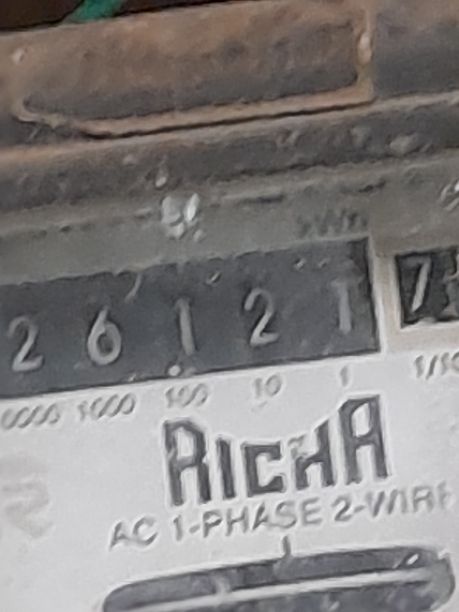 kWh
2 6 1 2 1 7
0000 1000 100 10 1 1/10
RICHA
AC 1-PHASE 2-WIRE